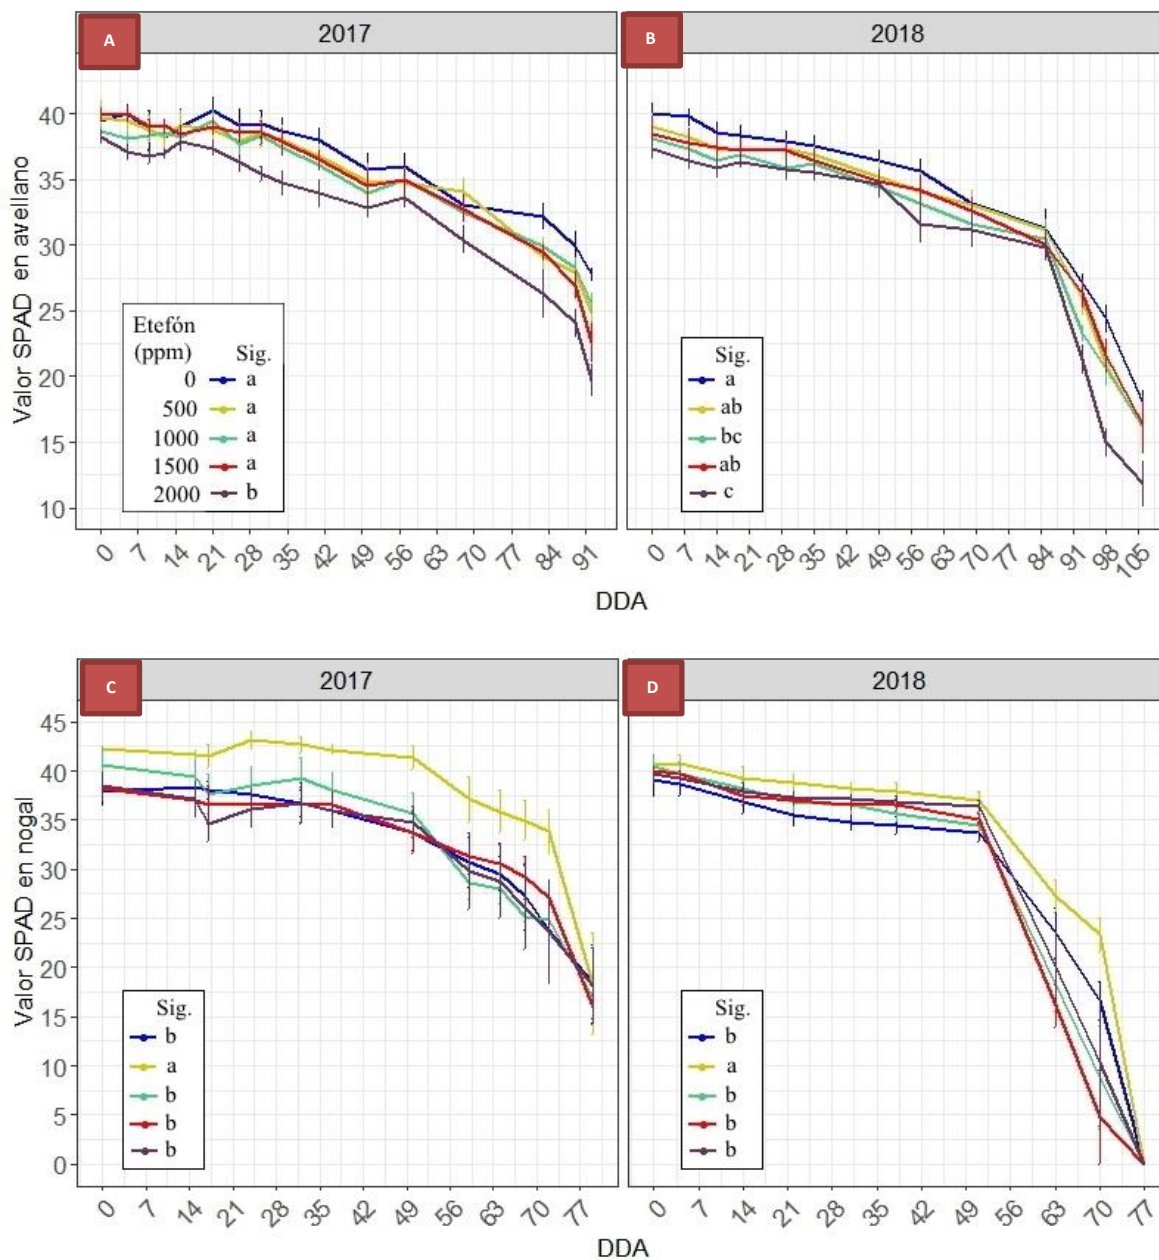 A
2017
B
2018
Valor SPAD en avellano
40
35
30
25
20
15
10
Etefón
(ppm) Sig.
0 a
500 a
1000 a
1500 a
2000 b
Sig.
a
ab
bc
ab
c
0 7 14 21 28 35 42 49 56 63 70 77 84 91
0 7 14 21 28 35 42 49 56 63 70 77 84 91 98 105
DDA
C
2017
D
2018
Valor SPAD en nogal
45
40
35
30
25
20
15
10
5
0
Sig.
b
a
b
b
b
Sig.
b
a
b
b
b
0 7 14 21 28 35 42 49 56 63 70 77
0 7 14 21 28 35 42 49 56 63 70 77
DDA